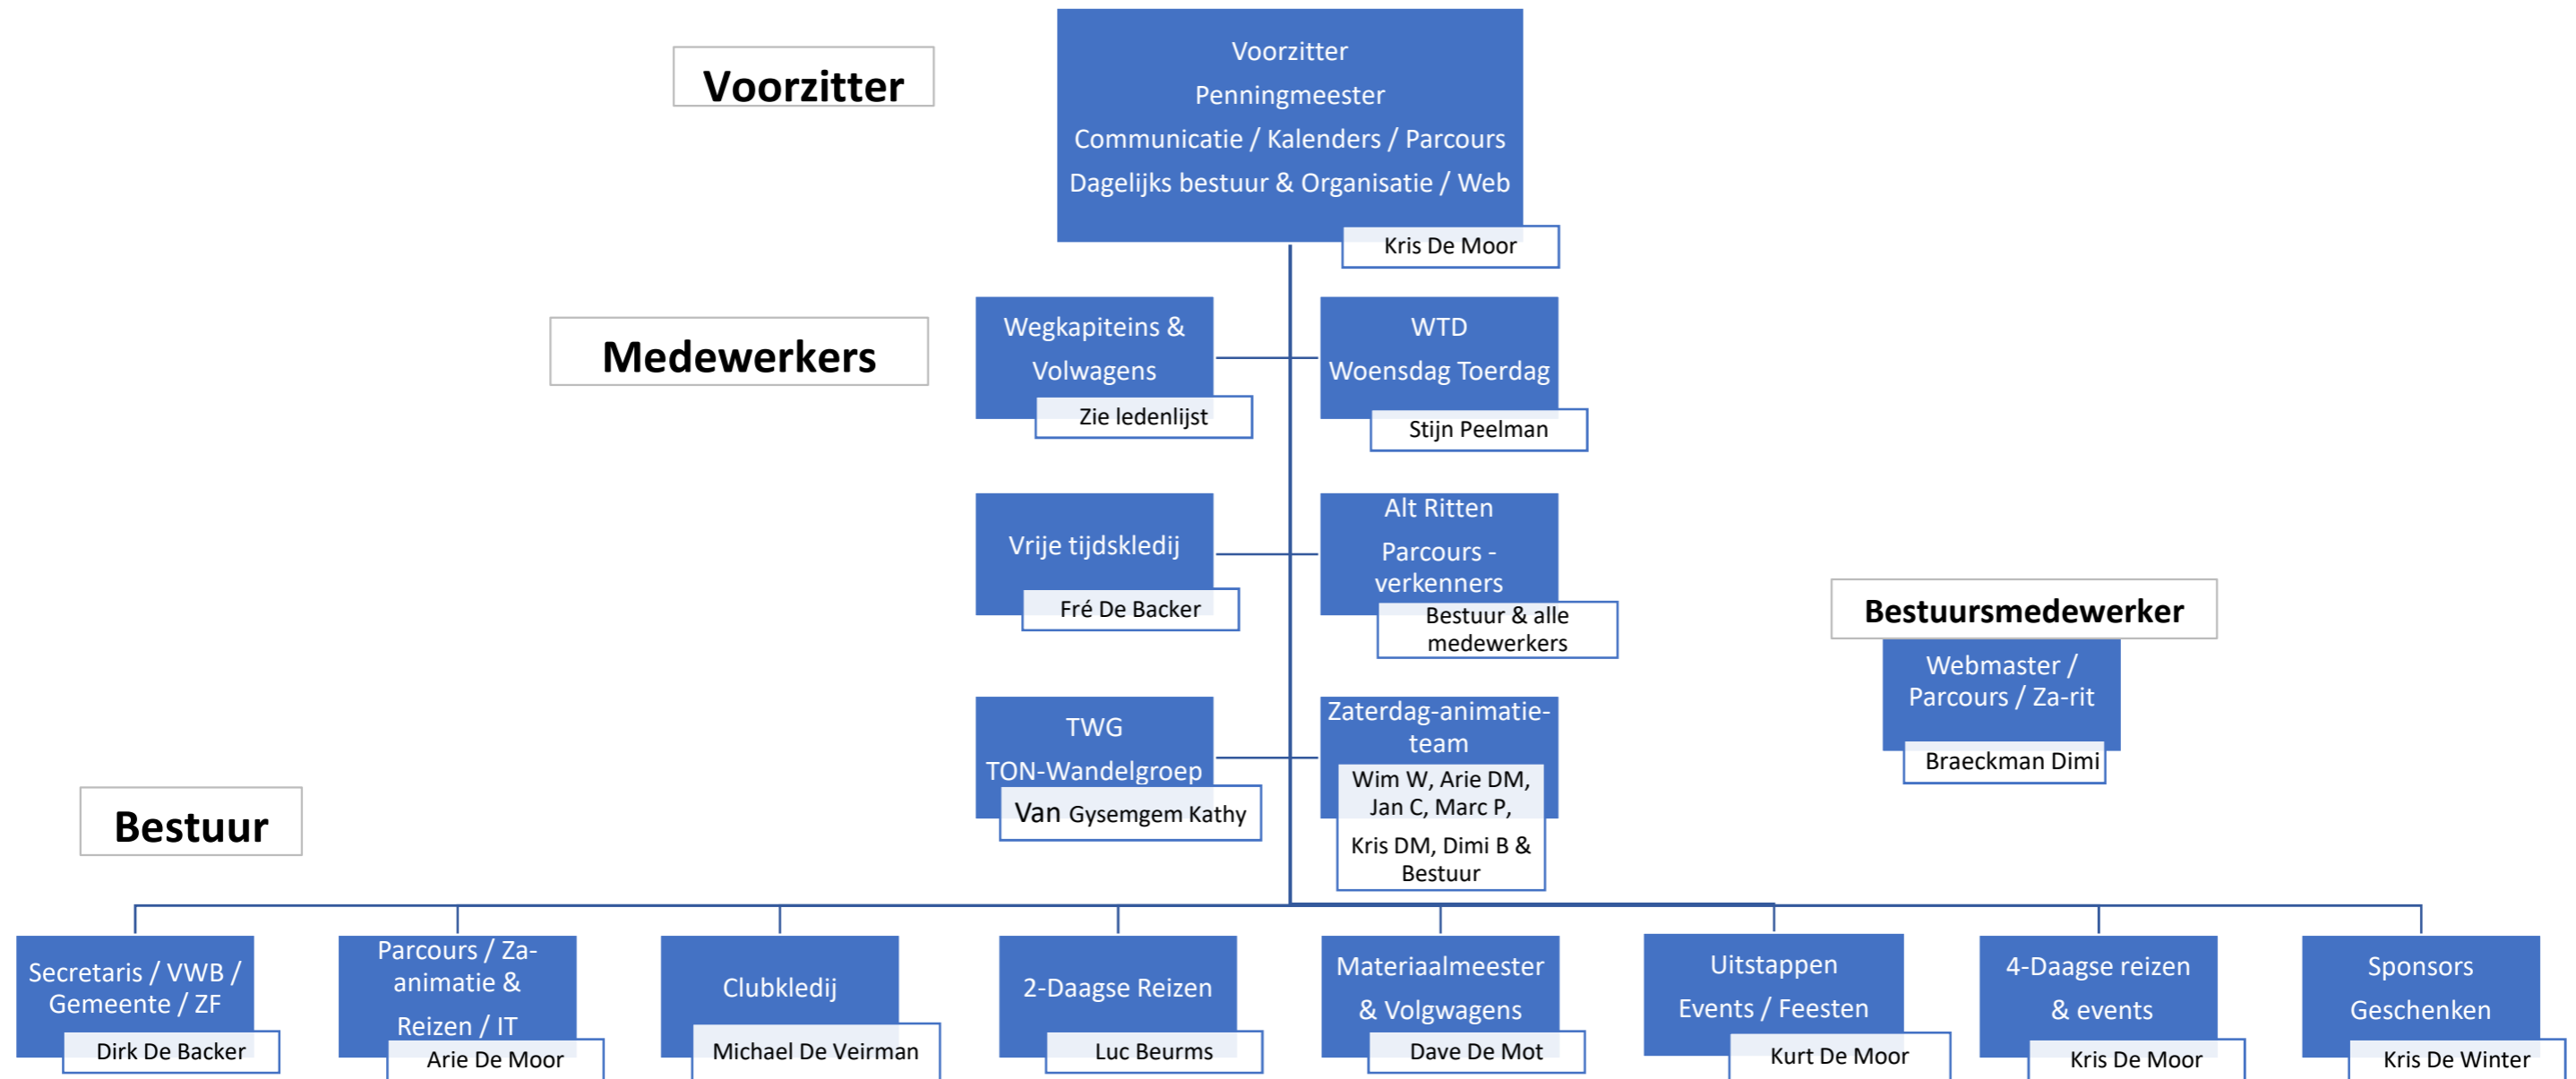 Voorzitter
Voorzitter
Penningmeester
Communicatie / Kalenders / Parcours
Dagelijks bestuur & Organisatie / Web
Kris De Moor
Medewerkers
Wegkapiteins &
Volwagens
Zie ledenlijst
WTD
Woensdag Toerdag
Stijn Peelman
Vrije tijdskledij
Fré De Backer
Alt Ritten
Parcours -
verkenners
Bestuur & alle
medewerkers
Bestuursmedewerker
Webmaster /
Parcours / Za-rit
Braeckman Dimi
TWG
TON-Wandelgroep
Van Gysemgem Kathy
Zaterdag-animatie-
team
Wim W, Arie DM,
Jan C, Marc P,
Kris DM, Dimi B &
Bestuur
Bestuur
Secretaris / VWB /
Gemeente / ZF
Dirk De Backer
Parcours / Za-
animatie &
Reizen / IT
Arie De Moor
Clubkledij
Michael De Veirman
2-Daagse Reizen
Luc Beurms
Materiaalmeester
& Volgwagens
Dave De Mot
Uitstappen
Events / Feesten
Kurt De Moor
4-Daagse reizen
& events
Kris De Moor
Sponsors
Geschenken
Kris De Winter